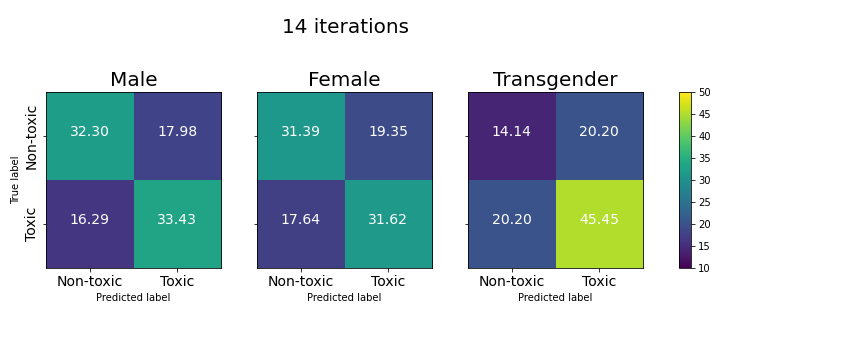 14 iterations
Male
Female
Transgender
True label
Non-toxic
Toxic
32.30
17.98
16.29
33.43
Non-toxic
Toxic
Predicted label
31.39
19.35
17.64
31.62
Non-toxic
Toxic
Predicted label
14.14
20.20
20.20
45.45
Non-toxic
Toxic
Predicted label
50
45
40
35
30
25
20
15
10